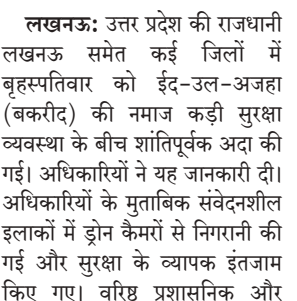 लखनऊ: उत्तर प्रदेश की राजधानी
लखनऊ समेत कई जिलों में
बृहस्पतिवार को ईद-उल-अजहा
(बकरीद) की नमाज कड़ी सुरक्षा
व्यवस्था के बीच शांतिपूर्वक अदा की
गई। अधिकारियों ने यह जानकारी दी।
अधिकारियों के मुताबिक संवेदनशील
इलाकों में ड्रोन कैमरों से निगरानी की
गई और सुरक्षा के व्यापक इंतजाम
किए गए। वरिष्ठ प्रशासनिक और